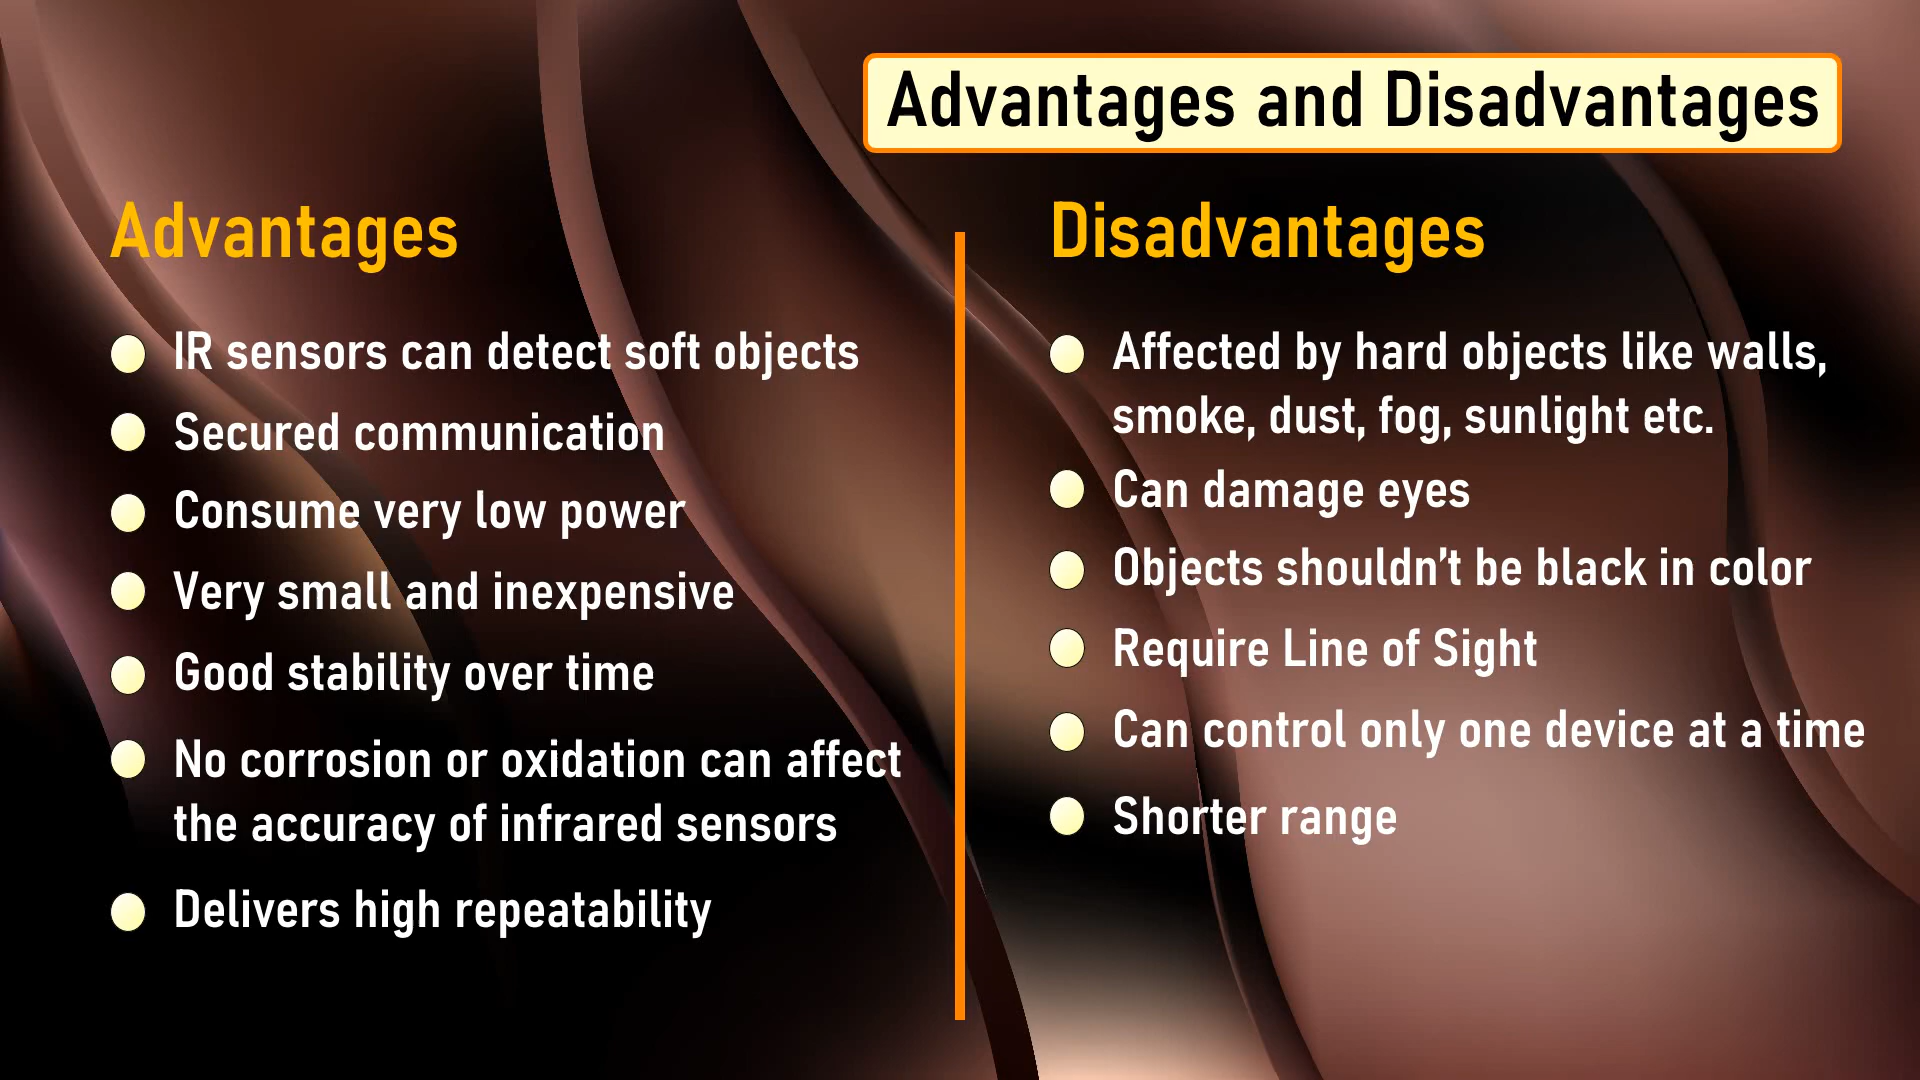 Advantages and Disadvantages
Advantages
IR sensors can detect soft objects
Secured communication
Consume very low power
Very small and inexpensive
Good stability over time
No corrosion or oxidation can affect
the accuracy of infrared sensors
Delivers high repeatability
Disadvantages
Affected by hard objects like walls,
smoke, dust, fog, sunlight etc.
Can damage eyes
Objects shouldn’t be black in color
Require Line of Sight
Can control only one device at a time
Shorter range